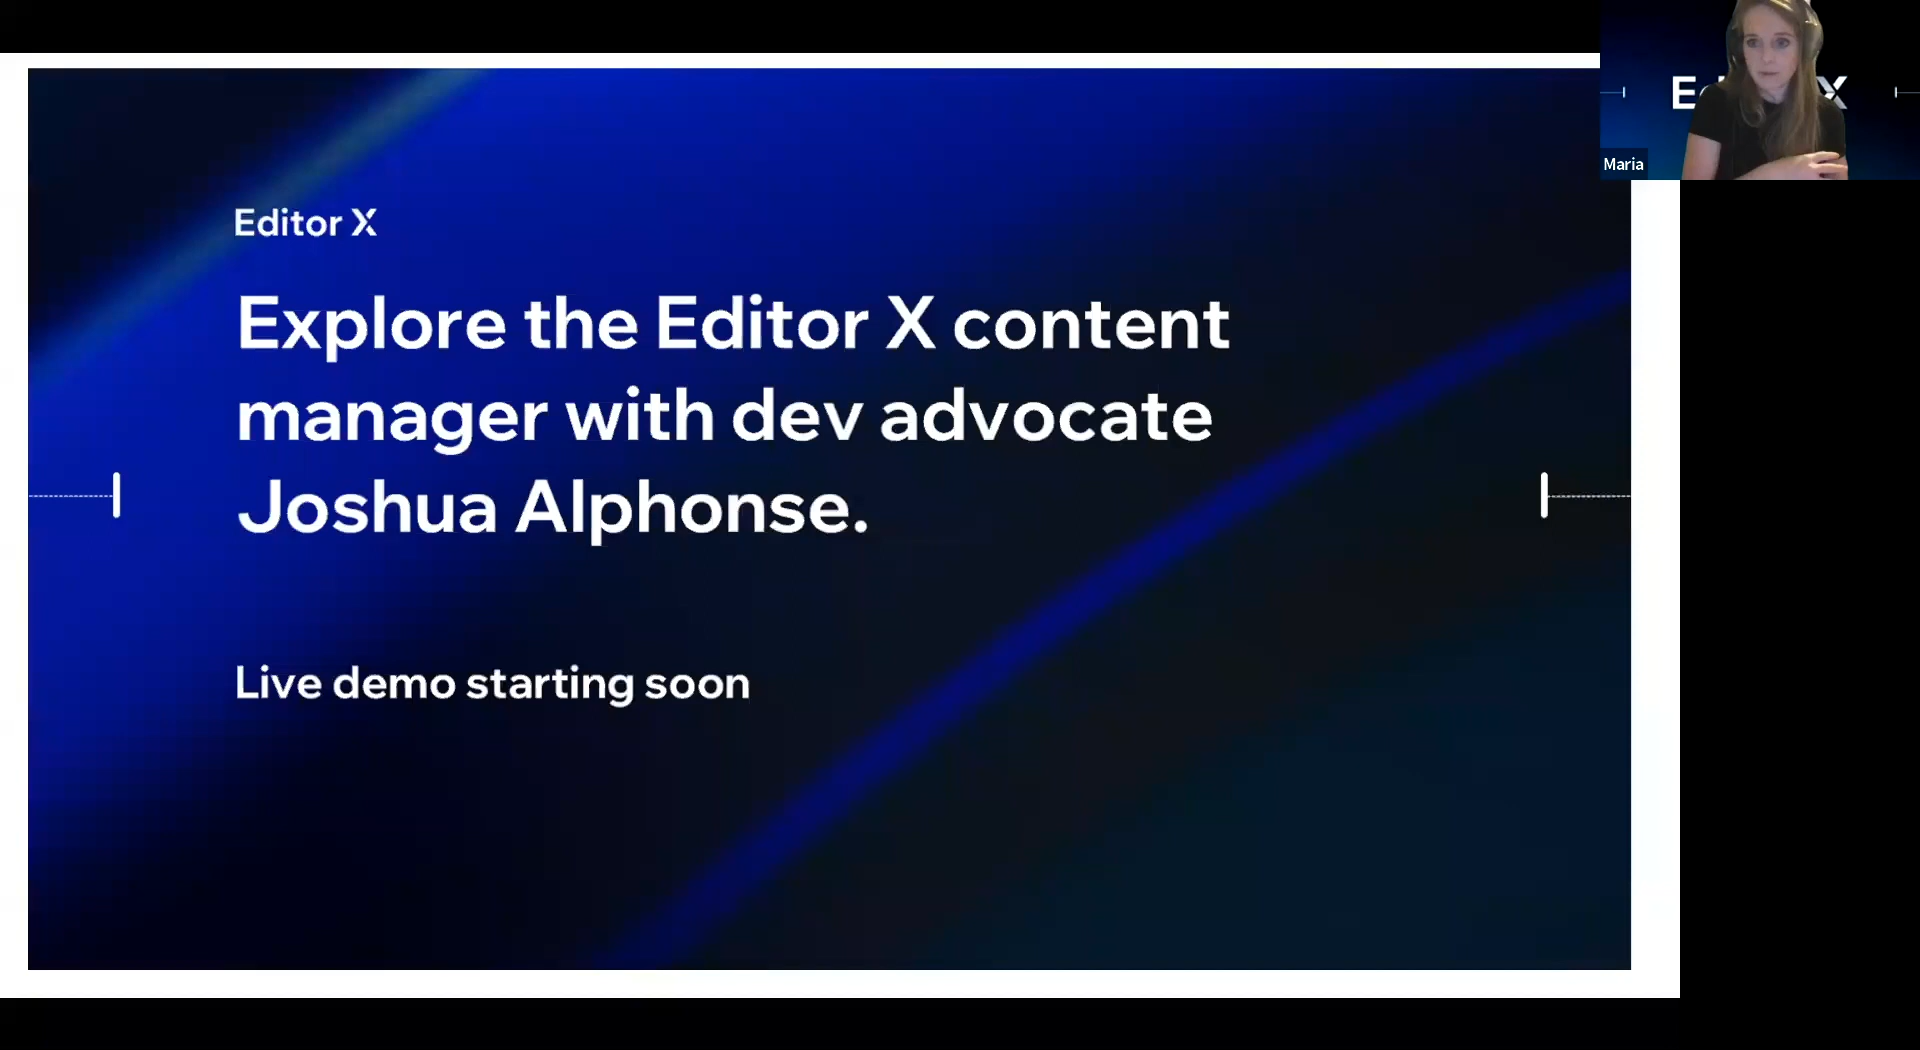 Editor X
Explore the Editor X content
manager with dev advocate
Joshua Alphonse.
Live demo starting soon
Maria